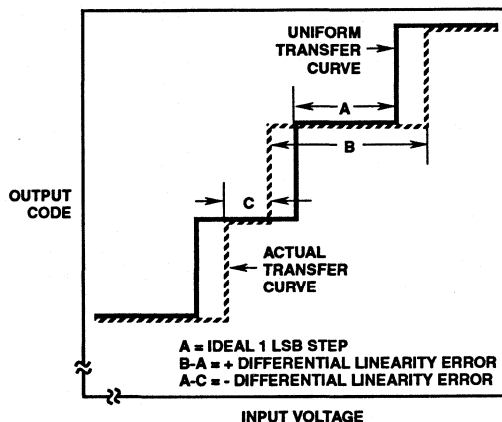 UNIFORM
TRANSFER
CURVE
A
B
C
OUTPUT
CODE
ACTUAL
TRANSFER
CURVE
A = IDEAL 1 LSB STEP
B-A = + DIFFERENTIAL LINEARITY ERROR
A-C = - DIFFERENTIAL LINEARITY ERROR
INPUT VOLTAGE